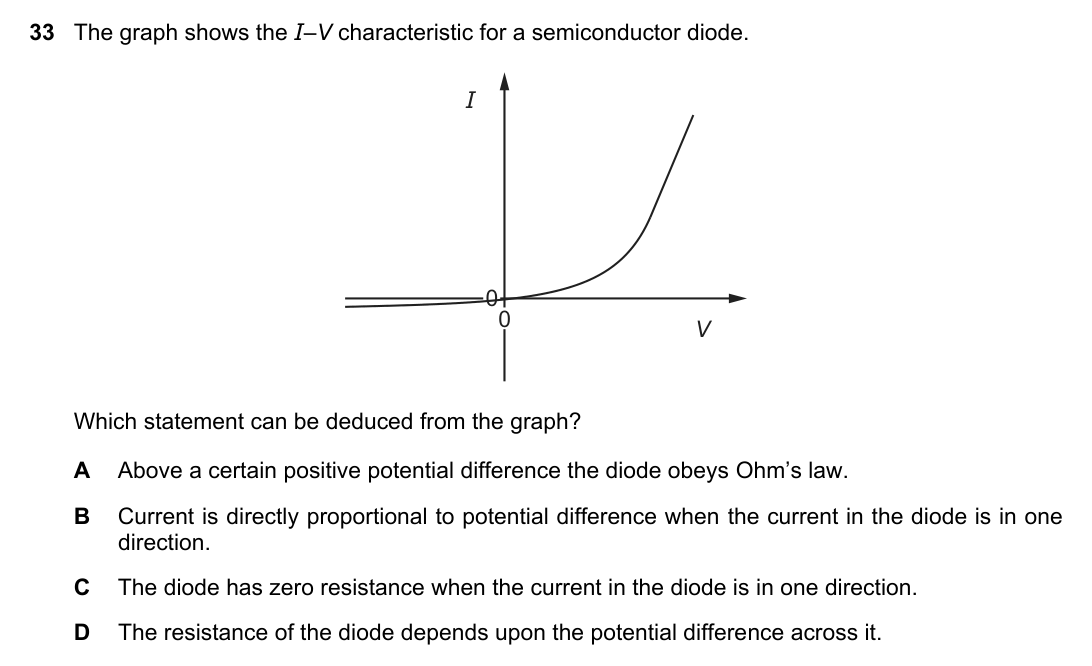 33 The graph shows the I–V characteristic for a semiconductor diode.
I
0
0
V
Which statement can be deduced from the graph?
A Above a certain positive potential difference the diode obeys Ohm's law.
B Current is directly proportional to potential difference when the current in the diode is in one
direction.
C The diode has zero resistance when the current in the diode is in one direction.
D The resistance of the diode depends upon the potential difference across it.